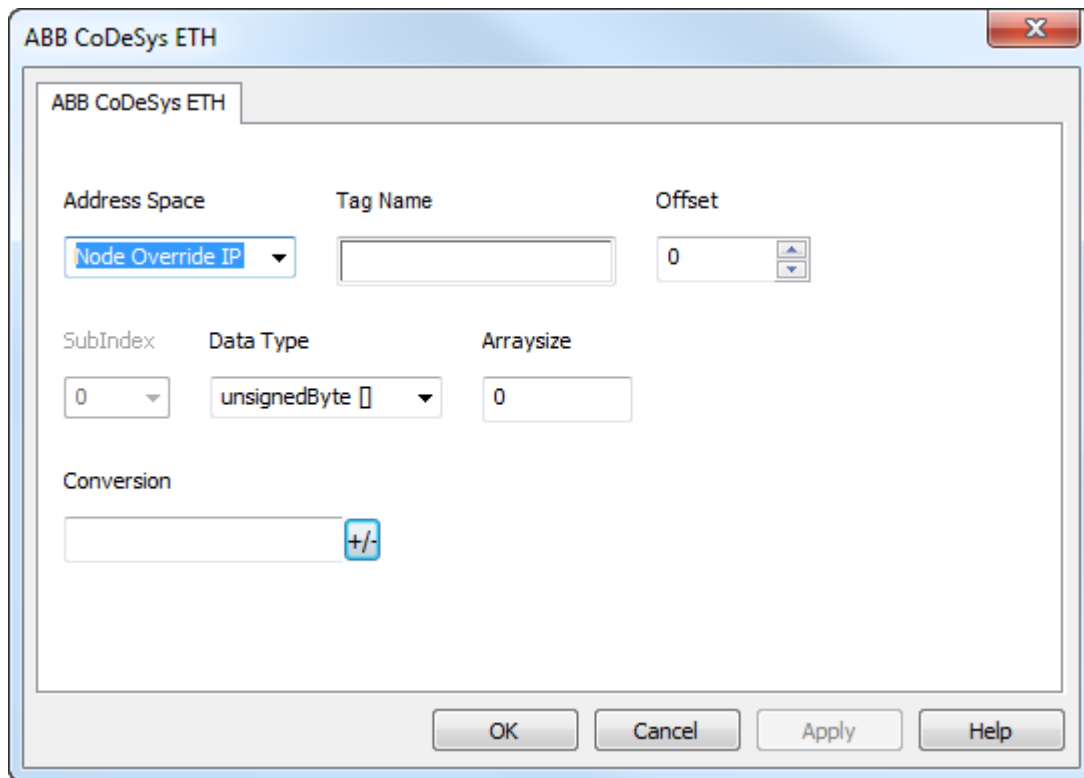 ABB CoDeSys ETH
ABB CoDeSys ETH
Address Space Tag Name Offset
Node Override IP 0
SubIndex Data Type Arraysize
0 unsignedByte [] 0
Conversion
+/-
OK Cancel Apply Help